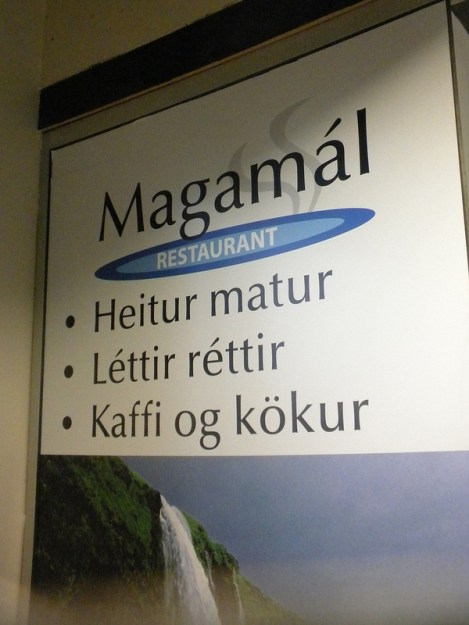 Magamál
RESTAURANT
• Heitur matur
• Léttir réttir
• Kaffi og kökur